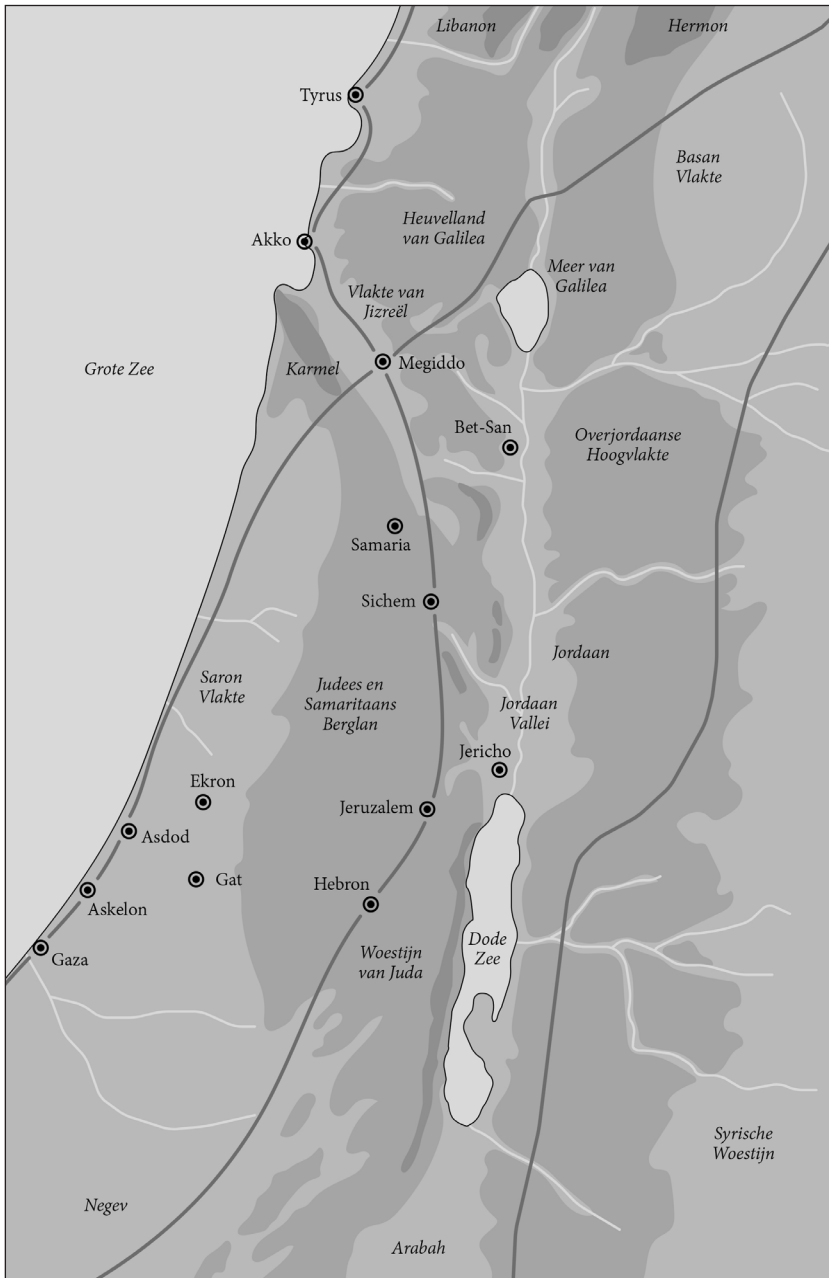 Libanon
Hermon
Tyrus
Basan
Vlakte
Heuvelland
van Galilea
Akko
Meer van
Galilea
Vlakte van
Jizreël
Grote Zee
Karmel
Megiddo
Bet-San
Overjordaanse
Hoogvlakte
Samaria
Sichem
Jordaan
Saron
Vlakte
Judees en
Samaritaans
Berglan
Jordaan
Vallei
Jericho
Ekron
Jeruzalem
Asdod
Gat
Hebron
Askelon
Dode
Zee
Gaza
Woestijn
van Juda
Syrische
Woestijn
Negev
Arabah